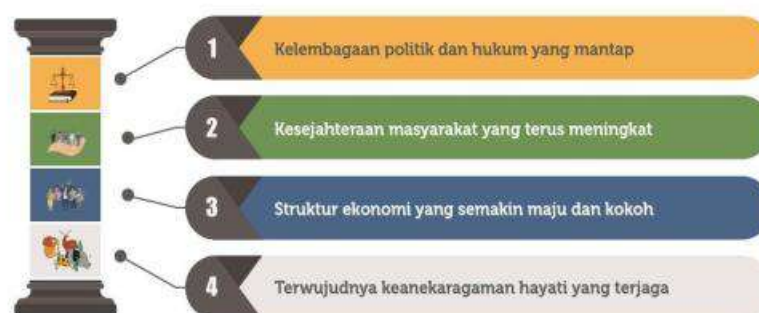 1 Kelembagaan politik dan hukum yang mantap
2 Kesejahteraan masyarakat yang terus meningkat
3 Struktur ekonomi yang semakin maju dan kokoh
4 Terwujudnya keanekaragaman hayati yang terjaga